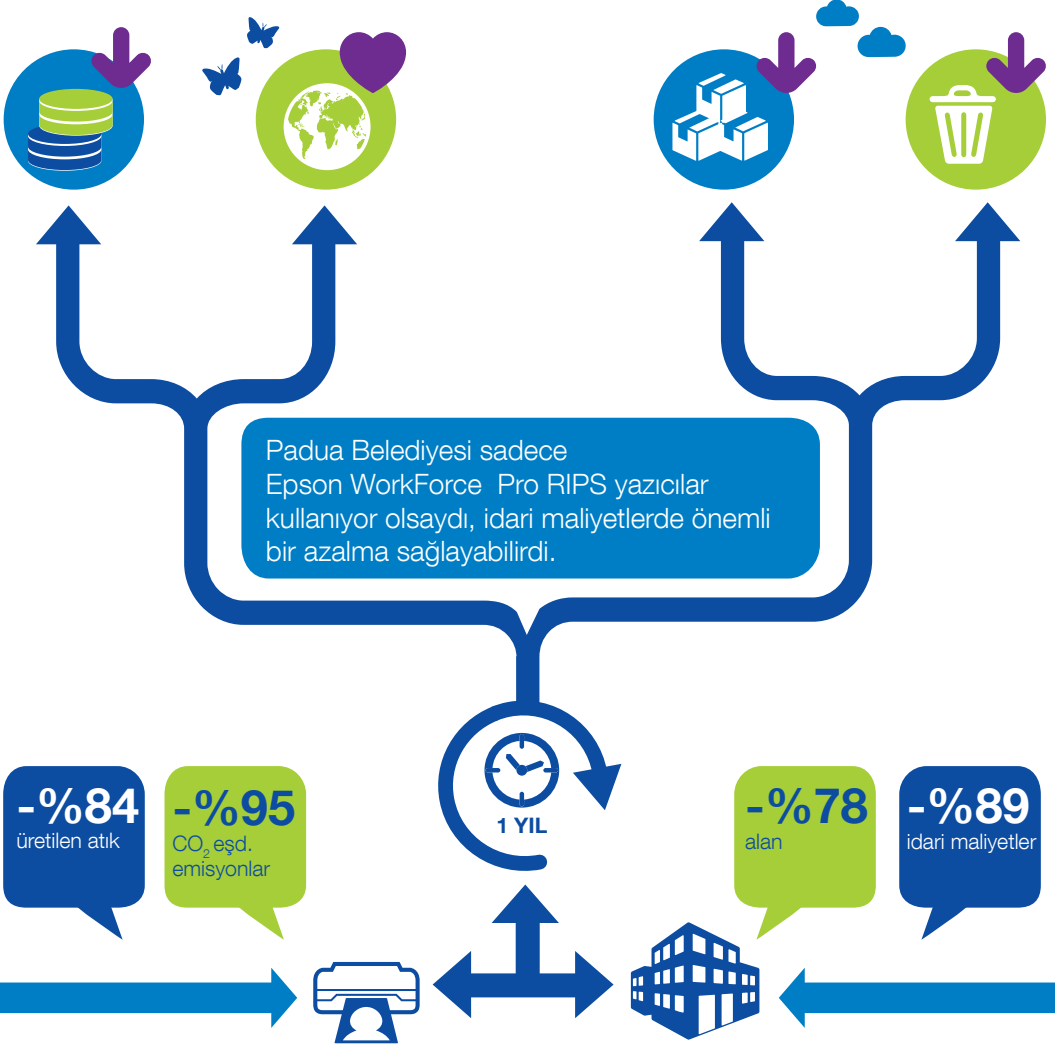 Padua Belediyesi sadece
Epson WorkForce Pro RIPS yazıcılar
kullanıyor olsaydı, idari maliyetlerde önemli
bir azalma sağlayabilirdi.
1 YIL
-%84
üretilen atık
-%95
CO₂ eşd.
emisyonlar
-%78
alan
-%89
idari maliyetler